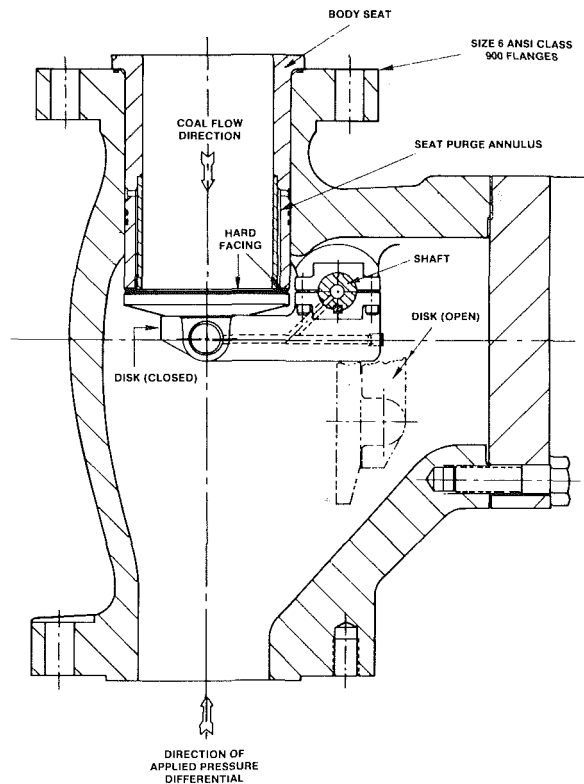 BODY SEAT
SIZE 6 ANSI CLASS
900 FLANGES
COAL FLOW
DIRECTION
SEAT PURGE ANNULUS
HARD
FACING
SHAFT
DISK (OPEN)
DISK (CLOSED)
DIRECTION OF
APPLIED PRESSURE
DIFFERENTIAL